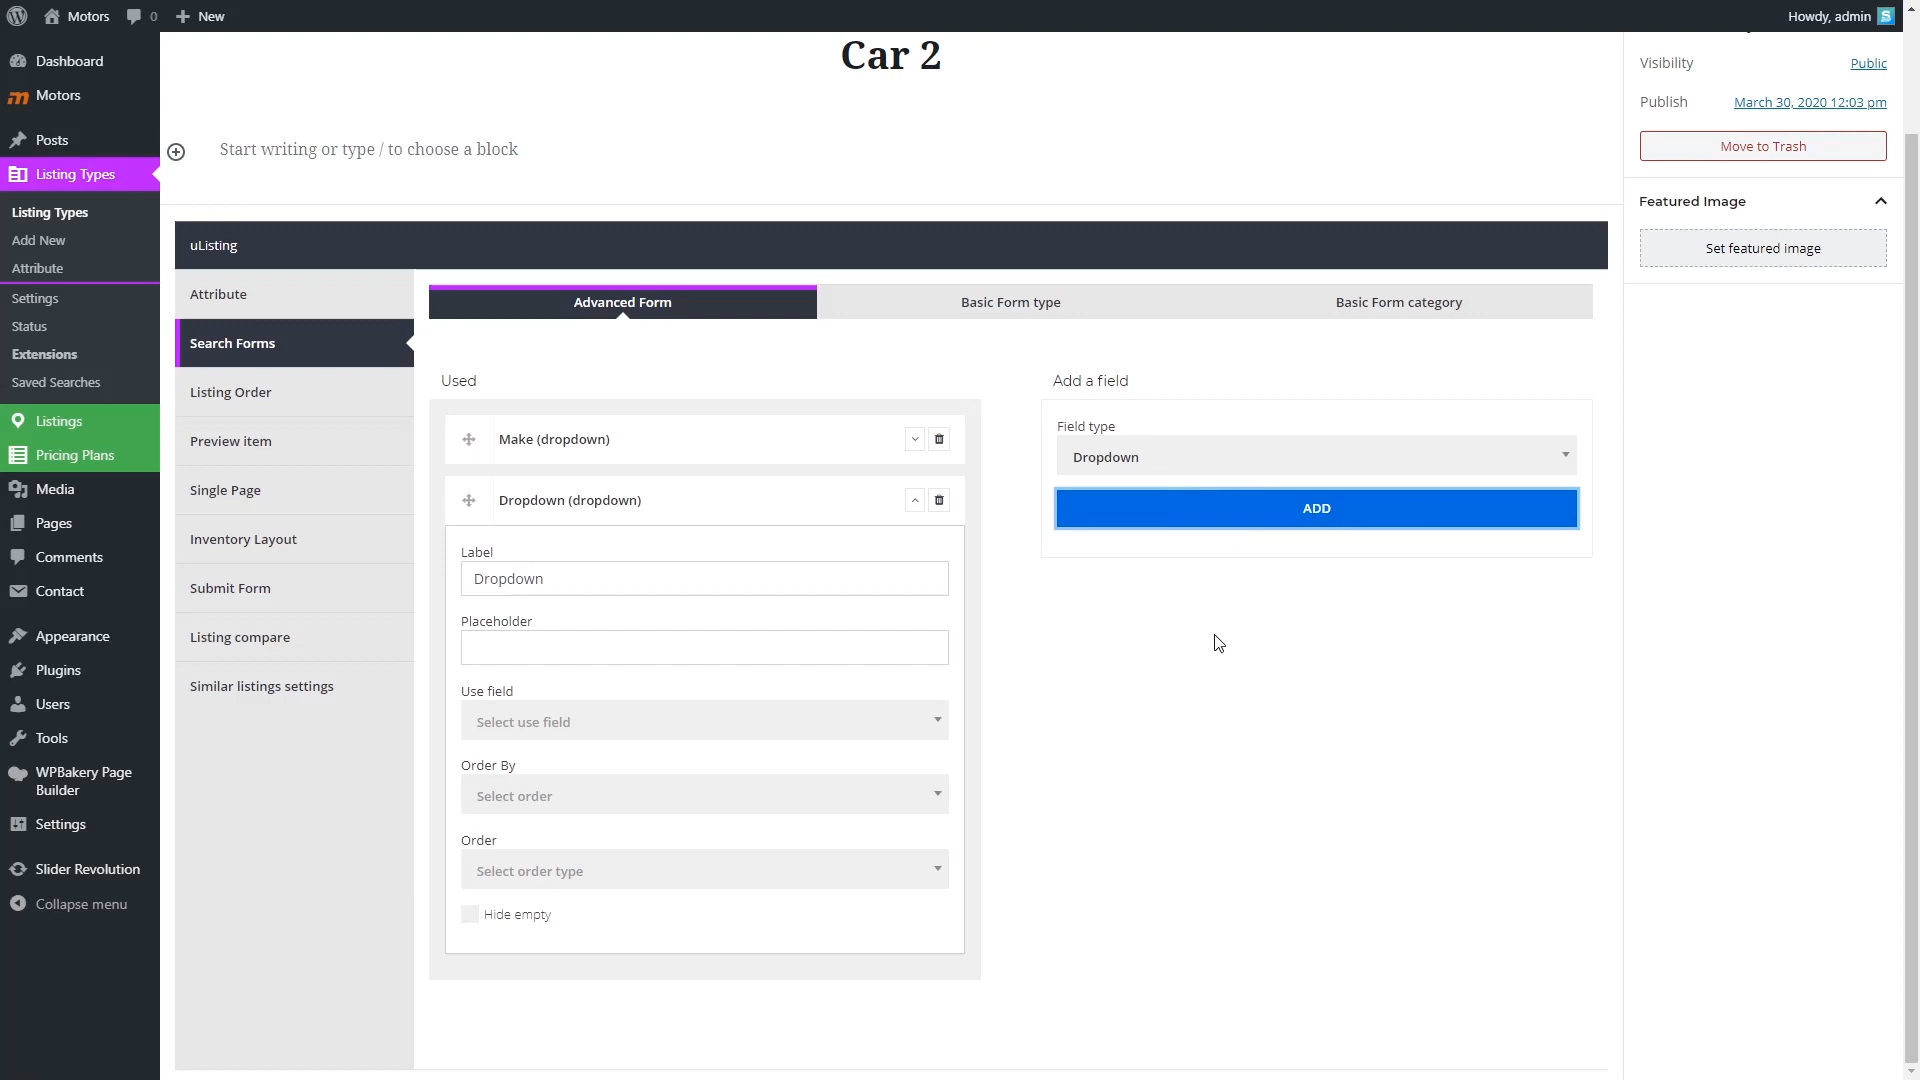 Motors
0
New
Howdy, admin
Dashboard
Motors
Posts
Listing Types
Listing Types
Add New
Attribute
Settings
Status
Extensions
Saved Searches
Listings
Pricing Plans
Media
Pages
Comments
Contact
Appearance
Plugins
Users
Tools
WPBakery Page
Builder
Settings
Slider Revolution
Collapse menu
Car 2
Start writing or type / to choose a block
uListing
Attribute
Search Forms
Listing Order
Preview item
Single Page
Inventory Layout
Submit Form
Listing compare
Similar listings settings
Advanced Form
Basic Form type
Basic Form category
Used
Make (dropdown)
Dropdown (dropdown)
Label
Dropdown
Placeholder
Use field
Select use field
Order By
Select order
Order
Select order type
Hide empty
Add a field
Field type
Dropdown
ADD
Visibility
Public
Publish
March 30, 2020 12:03 pm
Move to Trash
Featured Image
Set featured image